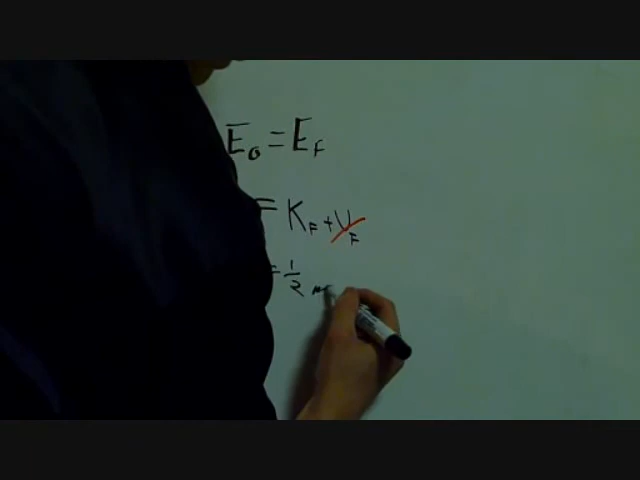 E₀ = E_F
= K_F + U_F
= 1/2 m